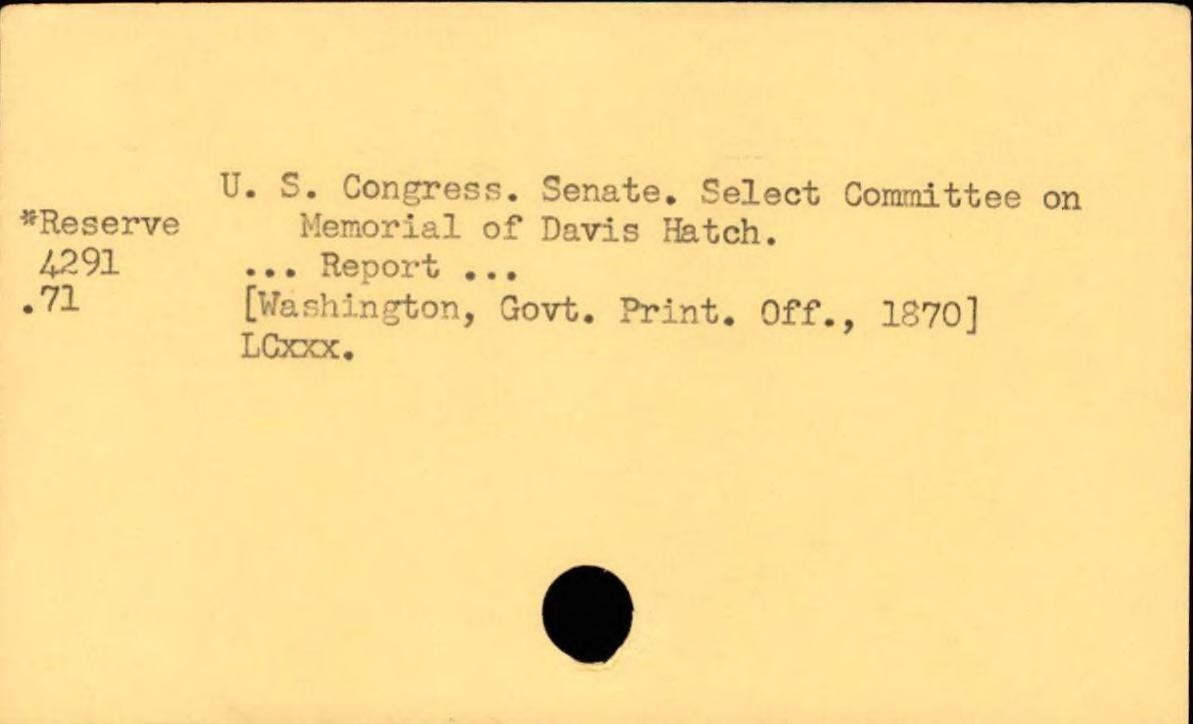 U. S. Congress. Senate. Select Committee on
*Reserve Memorial of Davis Hatch.
4291 ... Report ...
.71 [Washington, Govt. Print. Off., 1870]
LCxxx.